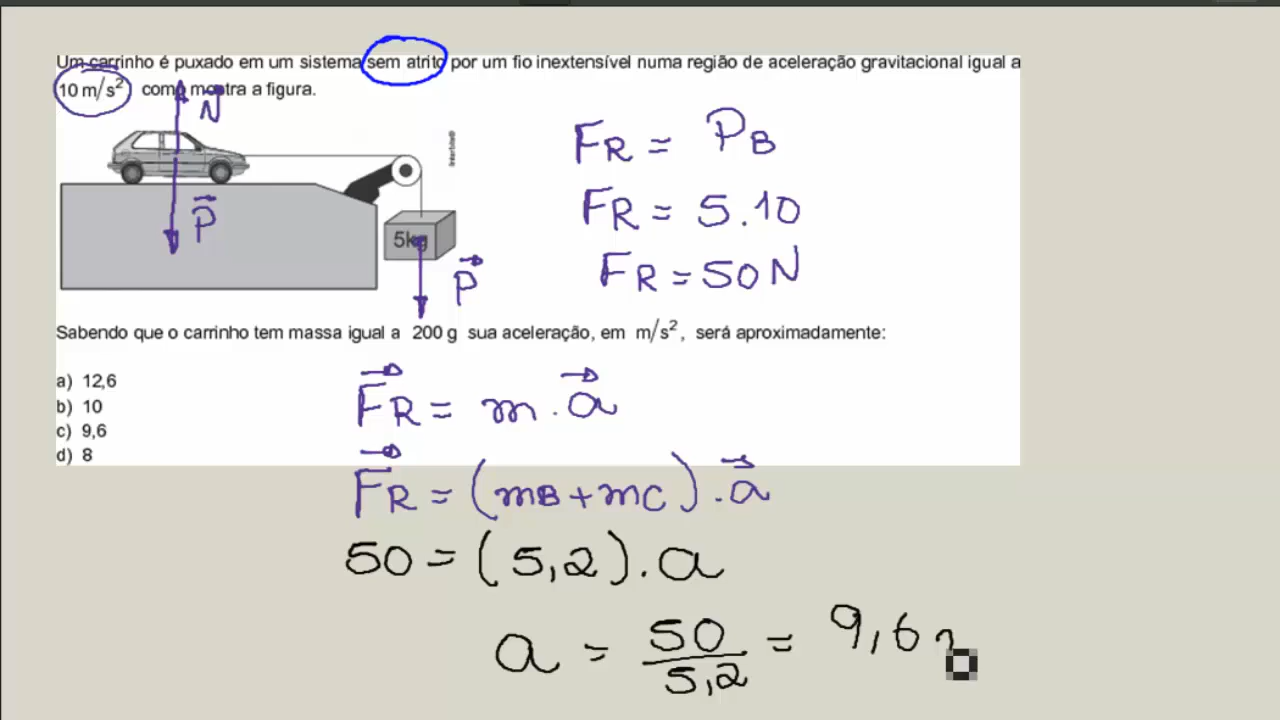 Um carrinho é puxado em um sistema sem atrito por um fio inextensível numa região de aceleração gravitacional igual a
10 m/s² como mostra a figura.
N
FR = PB
P
FR = 5.10
5kg
P
FR = 50N
Sabendo que o carrinho tem massa igual a 200 g sua aceleração, em m/s², será aproximadamente:
a) 12,6
b) 10
c) 9,6
d) 8
FR = m.a
FR = (mB+mC).a
50 = (5,2).a
a = 50/5,2 = 9,6